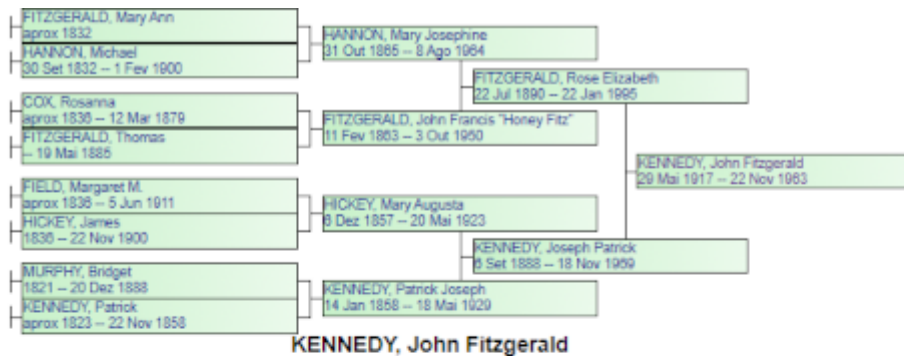 FITZGERALD, Mary Ann
aprox 1832
HANNON, Michael
30 Set 1832 -- 1 Fev 1900
COX, Rosanna
aprox 1836 -- 12 Mar 1879
FITZGERALD, Thomas
-- 19 Mai 1885
FIELD, Margaret M.
aprox 1836 -- 5 Jun 1911
HICKEY, James
1836 -- 22 Nov 1900
MURPHY, Bridget
1821 -- 20 Dez 1888
KENNEDY, Patrick
aprox 1823 -- 22 Nov 1858
HANNON, Mary Josephine
31 Out 1865 -- 8 Ago 1964
FITZGERALD, John Francis "Honey Fitz"
11 Fev 1863 -- 3 Out 1950
HICKEY, Mary Augusta
6 Dez 1857 -- 20 Mai 1923
KENNEDY, Patrick Joseph
14 Jan 1858 -- 18 Mai 1929
FITZGERALD, Rose Elizabeth
22 Jul 1890 -- 22 Jan 1995
KENNEDY, Joseph Patrick
6 Set 1888 -- 18 Nov 1969
KENNEDY, John Fitzgerald
29 Mai 1917 -- 22 Nov 1963
KENNEDY, John Fitzgerald